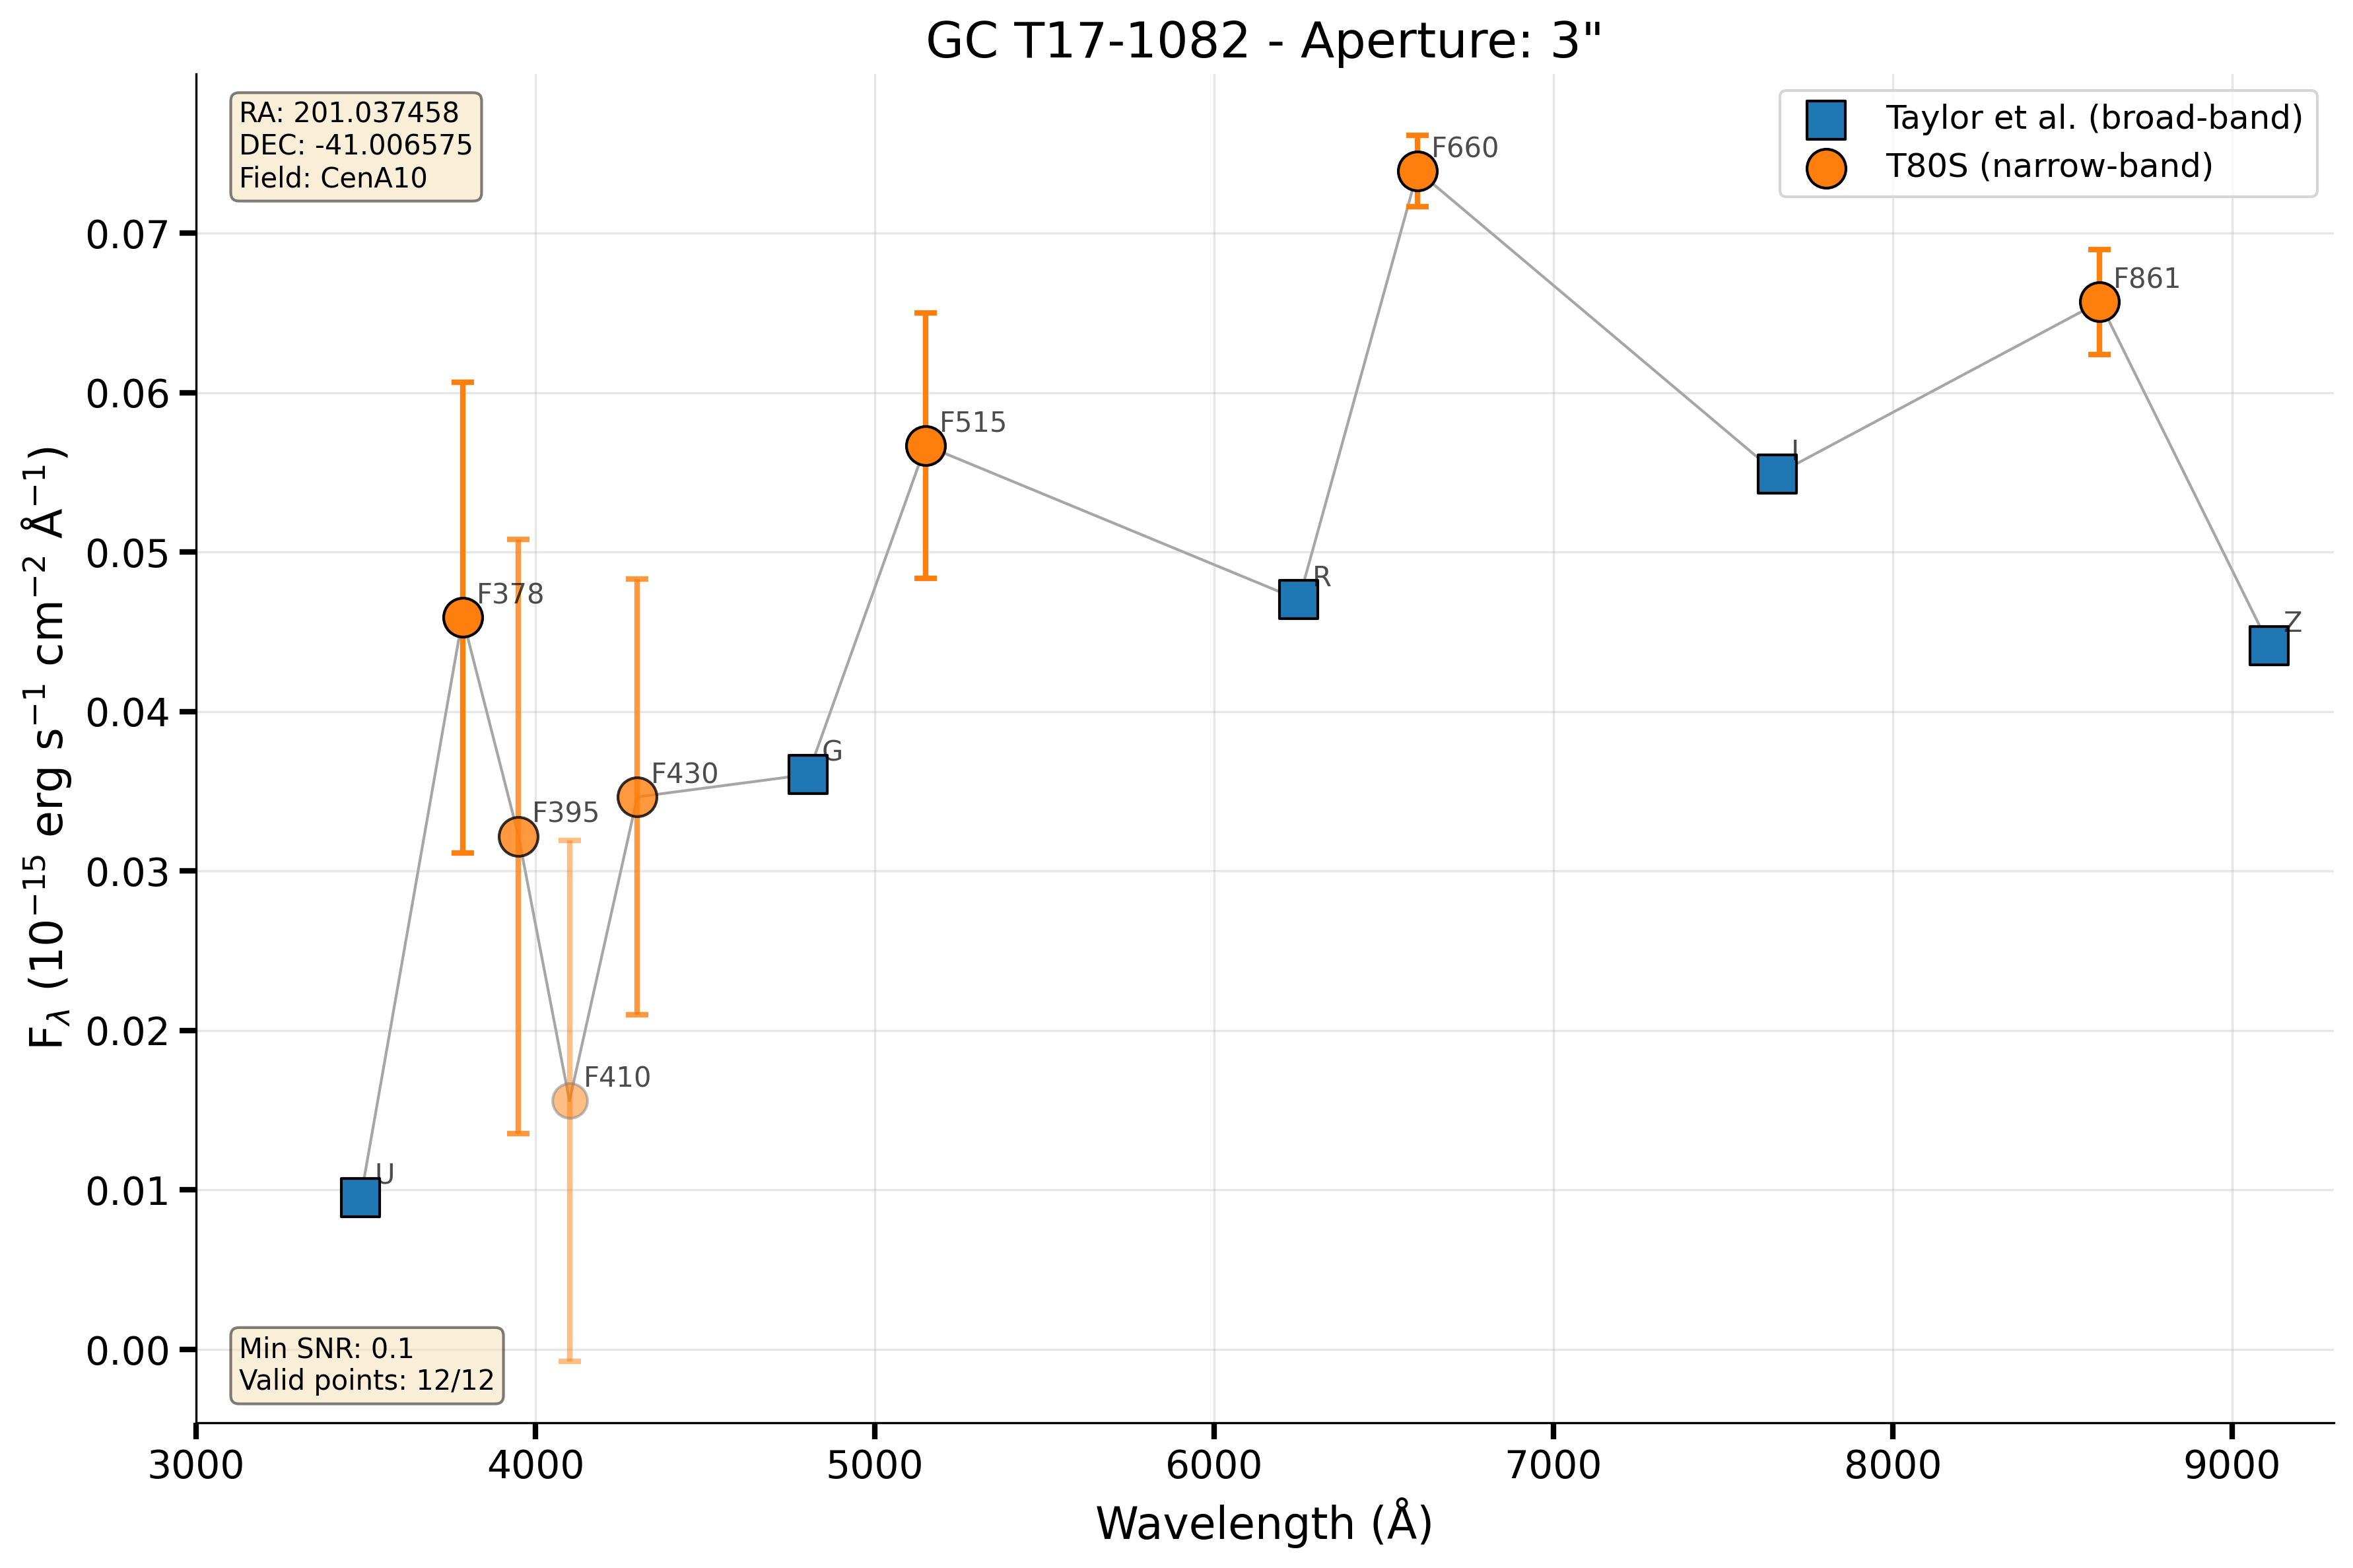 GC T17-1082 - Aperture: 3"
RA: 201.037458
DEC: -41.006575
Field: CenA10
Taylor et al. (broad-band)
T80S (narrow-band)
F660
F861
F515
I
F378
R
Z
G
F430
F395
F410
U
Min SNR: 0.1
Valid points: 12/12
0.07
0.06
0.05
0.04
0.03
0.02
0.01
0.00
F_λ (10⁻¹⁵ erg s⁻¹ cm⁻² Å⁻¹)
3000 4000 5000 6000 7000 8000 9000
Wavelength (Å)